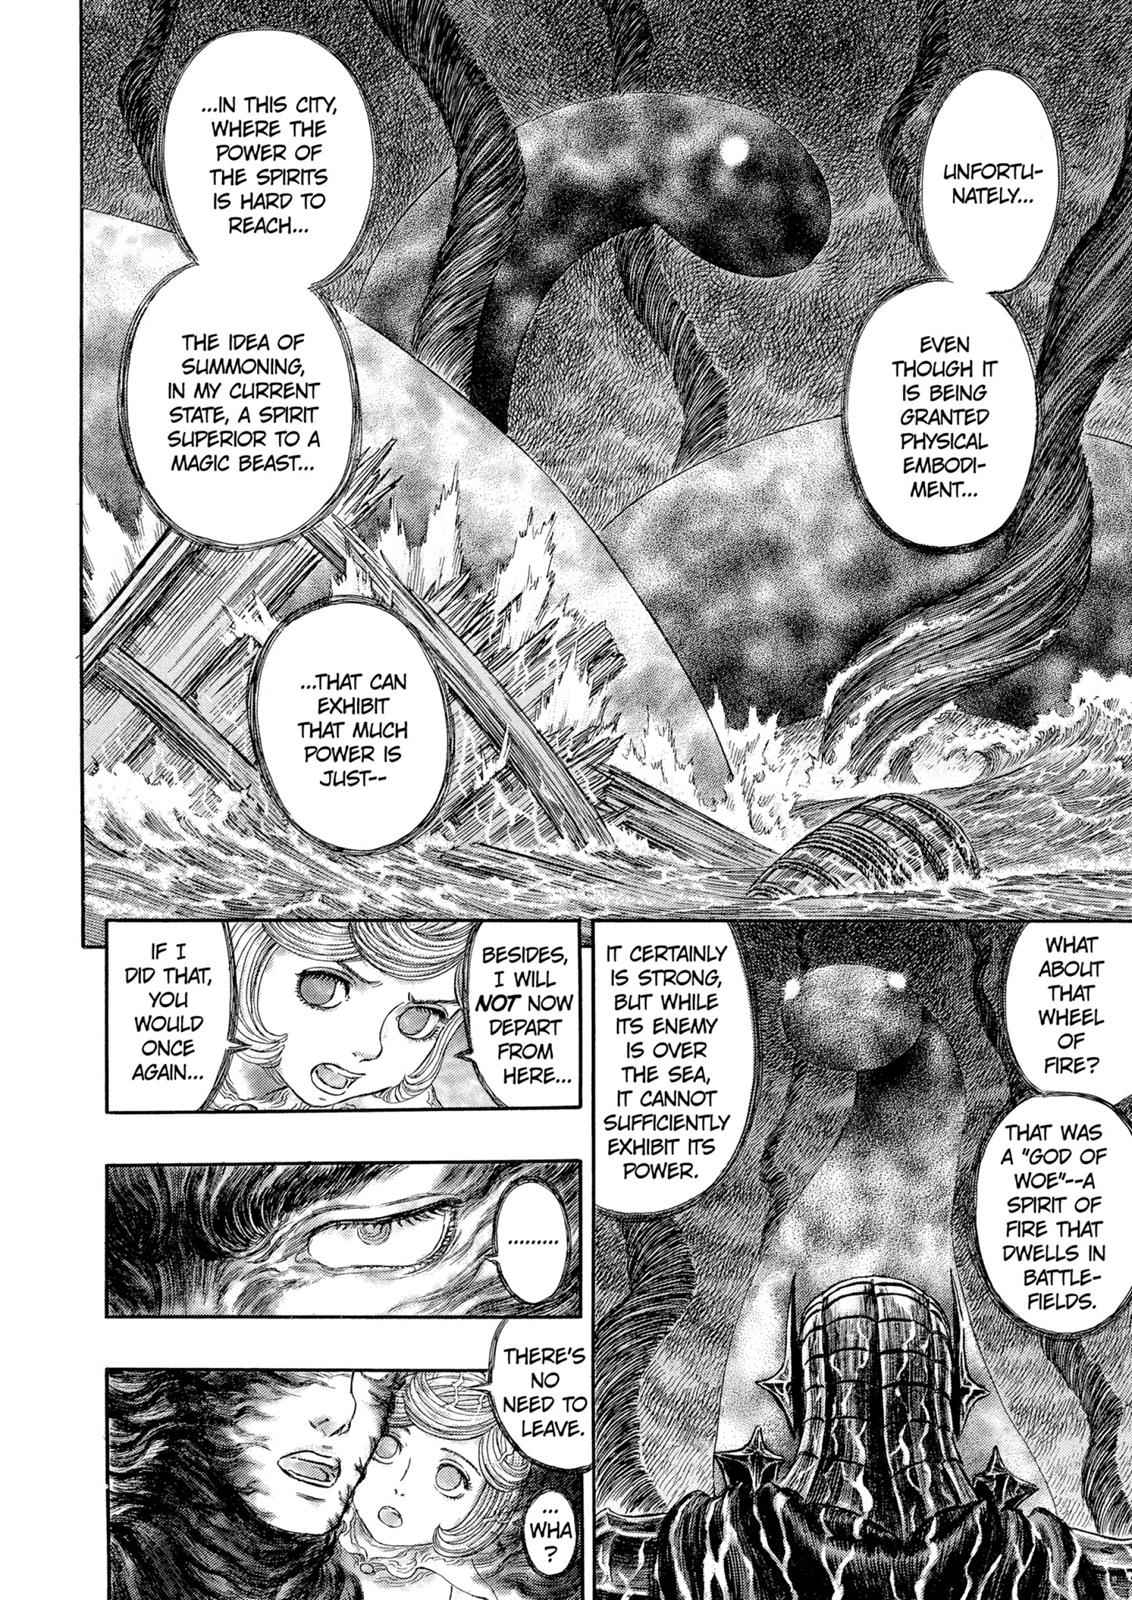 UNFORTU-
NATELY...
EVEN
THOUGH IT
IS BEING
GRANTED
PHYSICAL
EMBODI-
MENT...
...IN THIS CITY,
WHERE THE
POWER OF
THE SPIRITS
IS HARD TO
REACH...
THE IDEA OF
SUMMONING,
IN MY CURRENT
STATE, A SPIRIT
SUPERIOR TO A
MAGIC BEAST...
...THAT CAN
EXHIBIT
THAT MUCH
POWER IS
JUST--
WHAT
ABOUT
THAT
WHEEL
OF
FIRE?
THAT WAS
A "GOD OF
WOE"--A
SPIRIT OF
FIRE THAT
DWELLS IN
BATTLE-
FIELDS.
IT CERTAINLY
IS STRONG,
BUT WHILE
ITS ENEMY
IS OVER
THE SEA,
IT CANNOT
SUFFICIENTLY
EXHIBIT ITS
POWER.
BESIDES,
I WILL
NOT NOW
DEPART
FROM
HERE...
IF I
DID THAT,
YOU
WOULD
ONCE
AGAIN...
..........
THERE'S
NO
NEED TO
LEAVE.
...
WHA
?